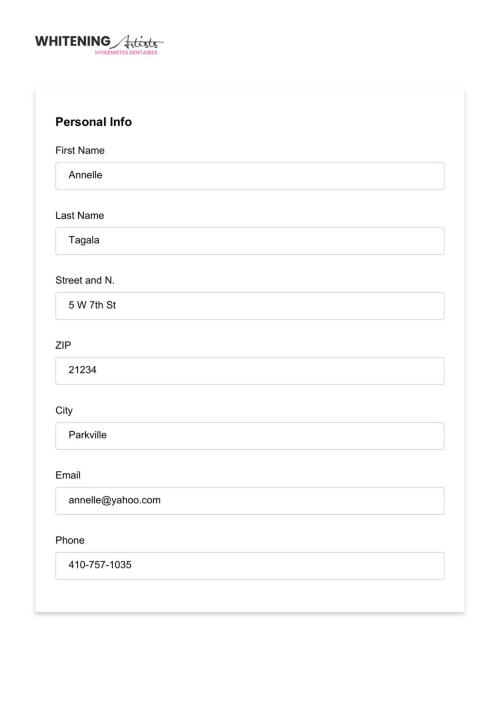 WHITENING Artists
HYGIÉNISTES DENTAIRES
Personal Info
First Name
Annelle
Last Name
Tagala
Street and N.
5 W 7th St
ZIP
21234
City
Parkville
Email
annelle@yahoo.com
Phone
410-757-1035